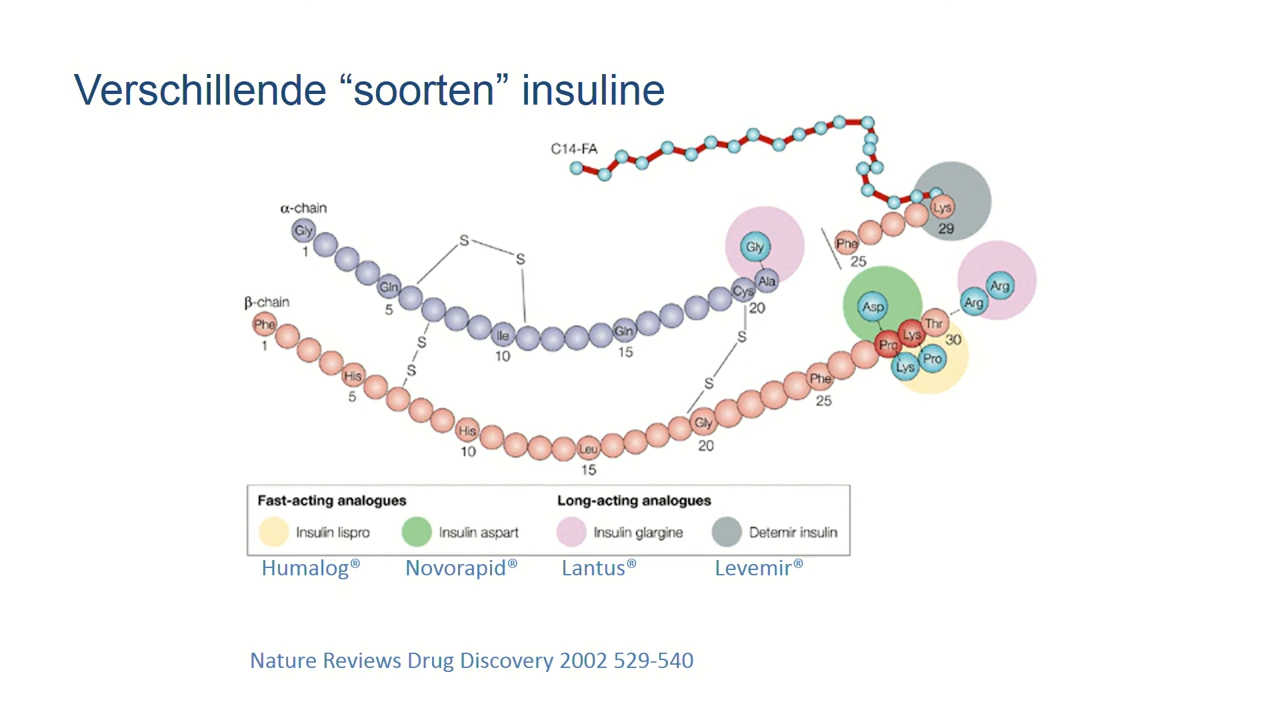 Verschillende “soorten” insuline
C14-FA
α-chain
Gly
1
Gln
5
S
S
Ile
10
Gln
15
Cys
Ala
20
Gly
Phe
25
Lys
29
β-chain
Phe
1
S
S
His
5
His
10
Leu
15
S
S
Gly
20
Phe
25
Asp
Pro
Lys
Thr
30
Lys
Pro
Arg
Arg
Fast-acting analogues
Long-acting analogues
Insulin lispro
Insulin aspart
Insulin glargine
Detemir insulin
Humalog®
Novorapid®
Lantus®
Levemir®
Nature Reviews Drug Discovery 2002 529-540